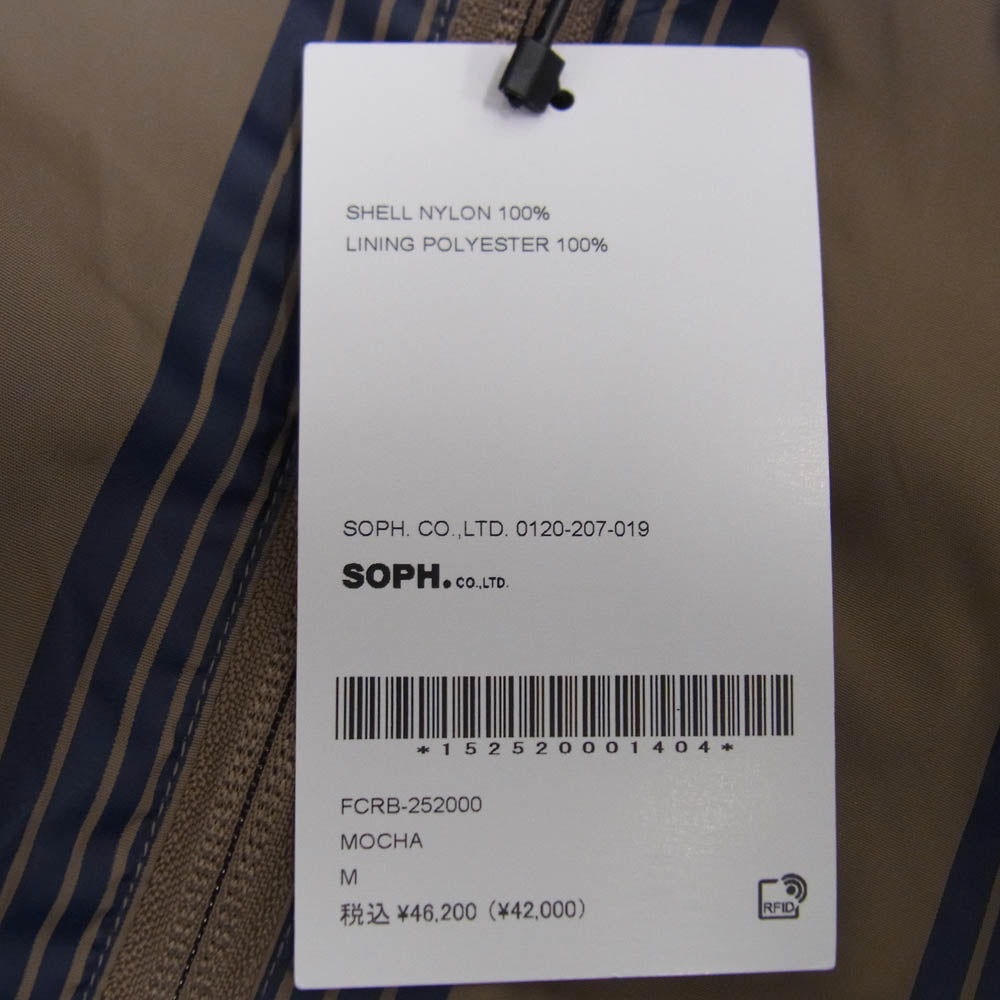 SHELL NYLON 100%
LINING POLYESTER 100%
SOPH. CO.,LTD. 0120-207-019
SOPH. CO.,LTD.
*152520001404*
FCRB-252000
MOCHA
M
税込 ¥46,200 (¥42,000)
RFID